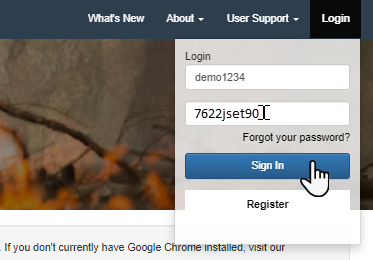 What's New About User Support Login
Login
demo1234
7622jset90
Forgot your password?
Sign In
Register
. If you don't currently have Google Chrome installed, visit our